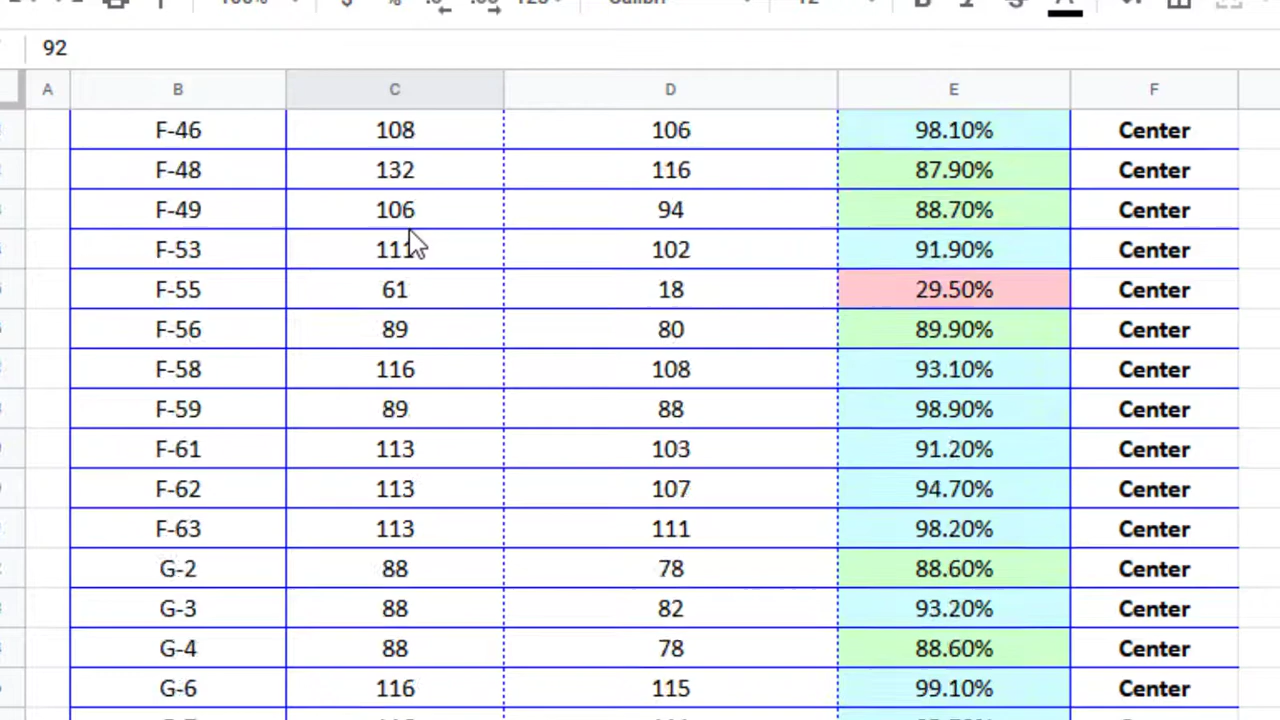 92
A B C D E F
F-46 108 106 98.10% Center
F-48 132 116 87.90% Center
F-49 106 94 88.70% Center
F-53 111 102 91.90% Center
F-55 61 18 29.50% Center
F-56 89 80 89.90% Center
F-58 116 108 93.10% Center
F-59 89 88 98.90% Center
F-61 113 103 91.20% Center
F-62 113 107 94.70% Center
F-63 113 111 98.20% Center
G-2 88 78 88.60% Center
G-3 88 82 93.20% Center
G-4 88 78 88.60% Center
G-6 116 115 99.10% Center